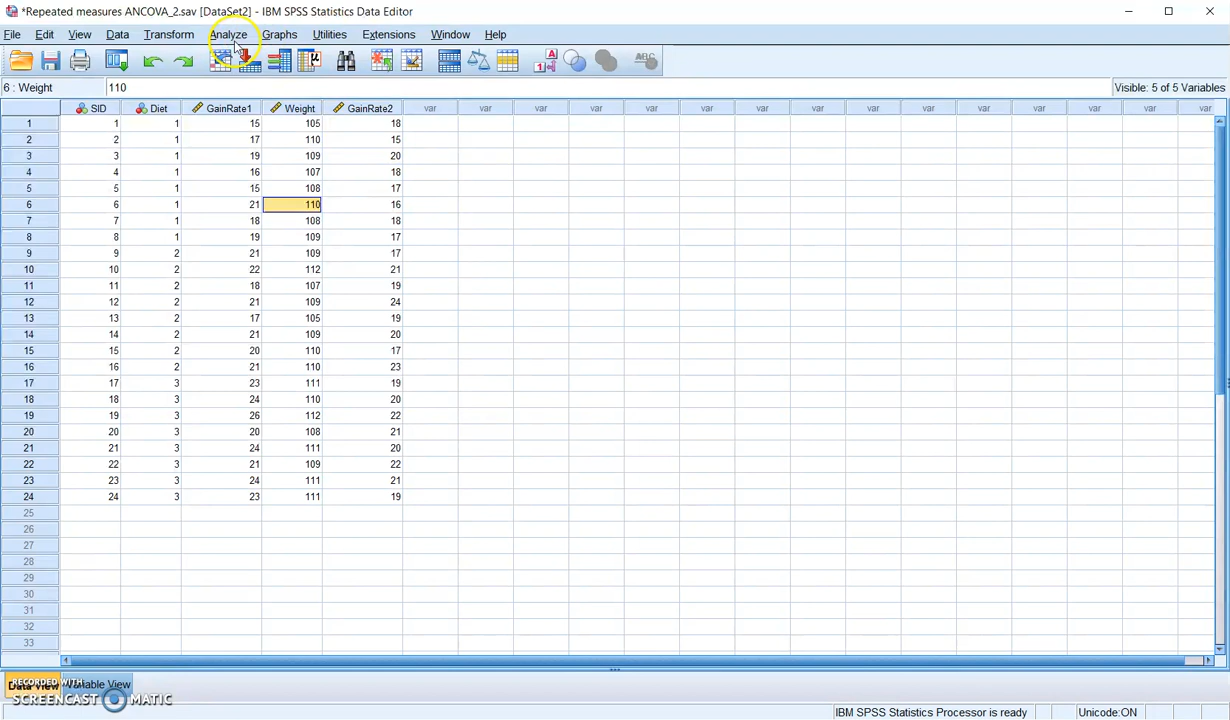 *Repeated measures ANCOVA_2.sav [DataSet2] - IBM SPSS Statistics Data Editor
File Edit View Data Transform Analyze Graphs Utilities Extensions Window Help
6 : Weight 110 Visible: 5 of 5 Variables
SID Diet GainRate1 Weight GainRate2 var var var var var var var var var var var var var var var
1 1 1 15 105 18
2 2 1 17 110 15
3 3 1 19 109 20
4 4 1 16 107 18
5 5 1 15 108 17
6 6 1 21 110 16
7 7 1 18 108 18
8 8 1 19 109 17
9 9 2 21 109 17
10 10 2 22 112 21
11 11 2 18 107 19
12 12 2 21 109 24
13 13 2 17 105 19
14 14 2 21 109 20
15 15 2 20 110 17
16 16 2 21 110 23
17 17 3 23 111 19
18 18 3 24 110 20
19 19 3 26 112 22
20 20 3 20 108 21
21 21 3 24 111 20
22 22 3 21 109 22
23 23 3 24 111 21
24 24 3 23 111 19
25
26
27
28
29
30
31
32
33
Data View Variable View
RECORDED WITH
SCREENCAST MATIC
IBM SPSS Statistics Processor is ready Unicode:ON